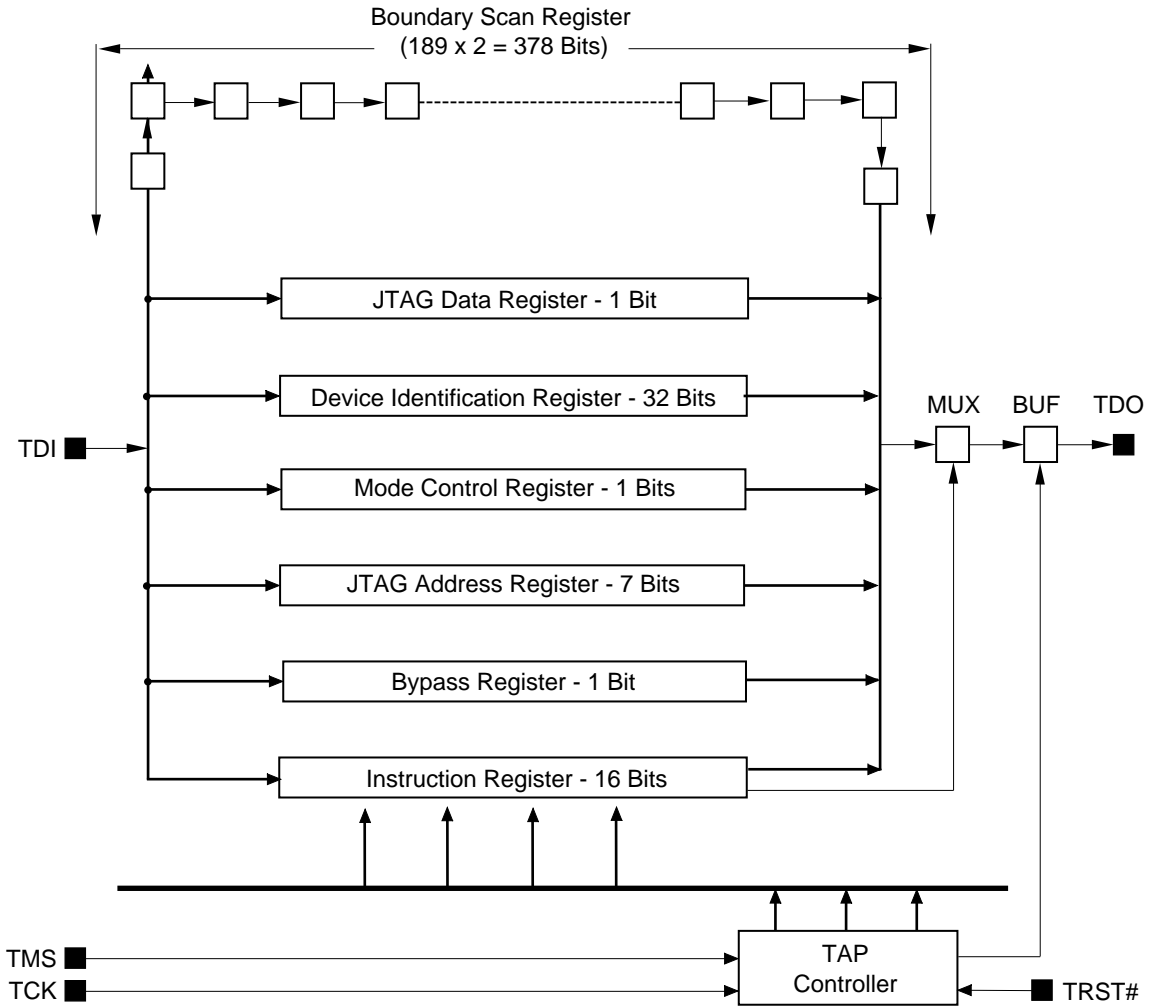 Boundary Scan Register
(189 x 2 = 378 Bits)
JTAG Data Register - 1 Bit
Device Identification Register - 32 Bits
MUX BUF TDO
TDI
Mode Control Register - 1 Bits
JTAG Address Register - 7 Bits
Bypass Register - 1 Bit
Instruction Register - 16 Bits
TMS
TAP
Controller
TCK
TRST#